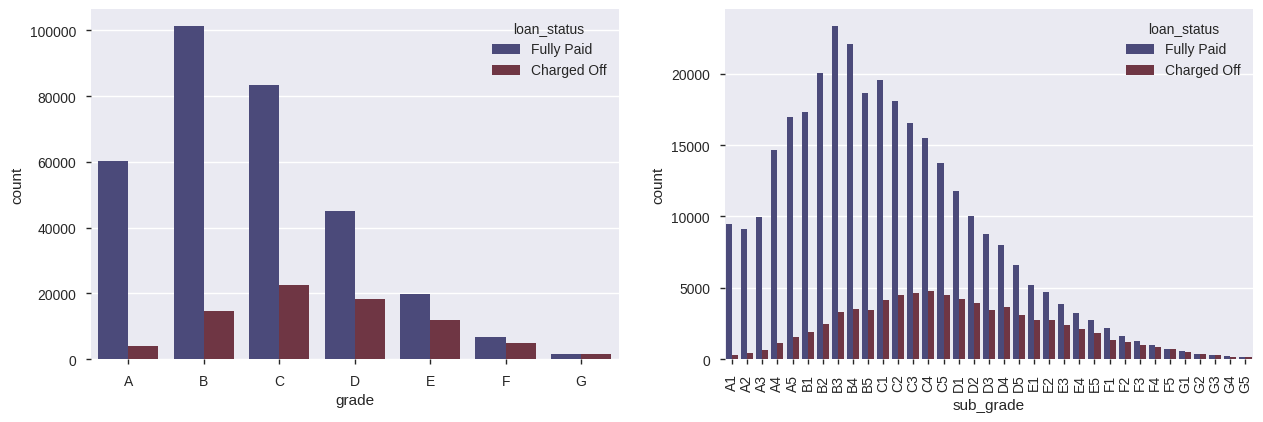 loan_status
Fully Paid
Charged Off
100000
80000
60000
40000
20000
0
count
A B C D E F G
grade
loan_status
Fully Paid
Charged Off
20000
15000
10000
5000
0
count
A1 A2 A3 A4 A5 B1 B2 B3 B4 B5 C1 C2 C3 C4 C5 D1 D2 D3 D4 D5 E1 E2 E3 E4 E5 F1 F2 F3 F4 F5 G1 G2 G3 G4 G5
sub_grade